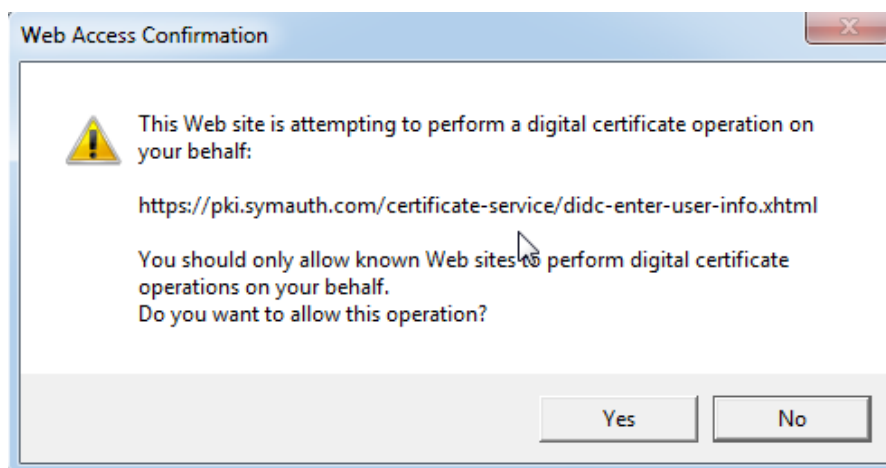 Web Access Confirmation
This Web site is attempting to perform a digital certificate operation on
your behalf:
https://pki.symauth.com/certificate-service/didc-enter-user-info.xhtml
You should only allow known Web sites to perform digital certificate
operations on your behalf.
Do you want to allow this operation?
Yes
No